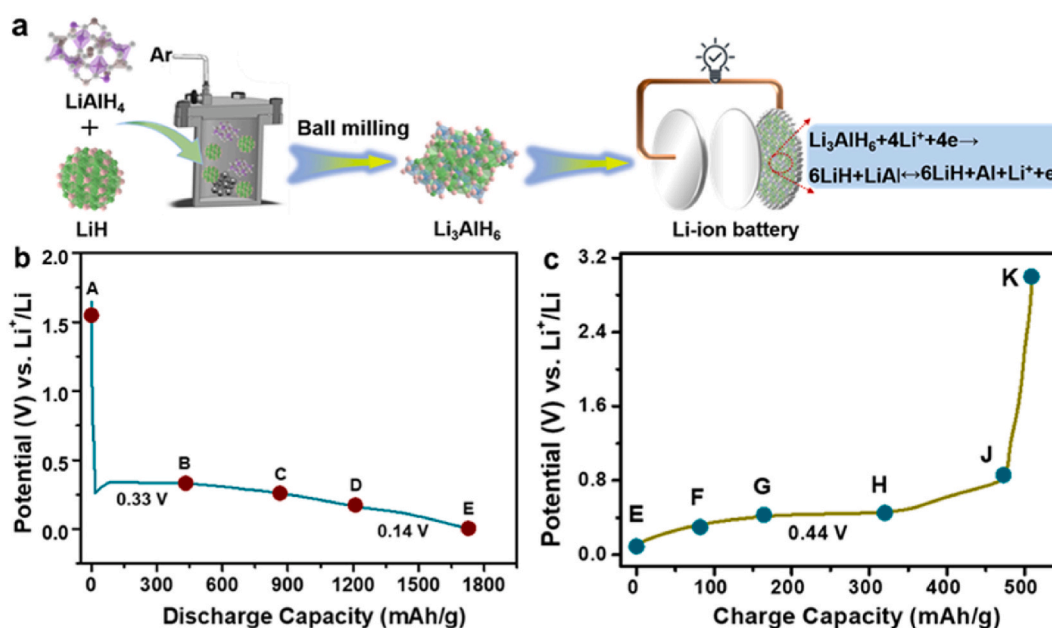 a
Ar
LiAlH₄
+
LiH
Ball milling
Li₃AlH₆
Li-ion battery
Li₃AlH₆+4Li⁺+4e→
6LiH+LiAl↔6LiH+Al+Li⁺+e
b
Potential (V) vs. Li⁺/Li
2.0
1.5
1.0
0.5
0.0
A
B
C
D
E
0.33 V
0.14 V
0 300 600 900 1200 1500 1800
Discharge Capacity (mAh/g)
c
Potential (V) vs. Li⁺/Li
3.2
2.4
1.6
0.8
0.0
E
F
G
H
J
K
0.44 V
0 100 200 300 400 500
Charge Capacity (mAh/g)